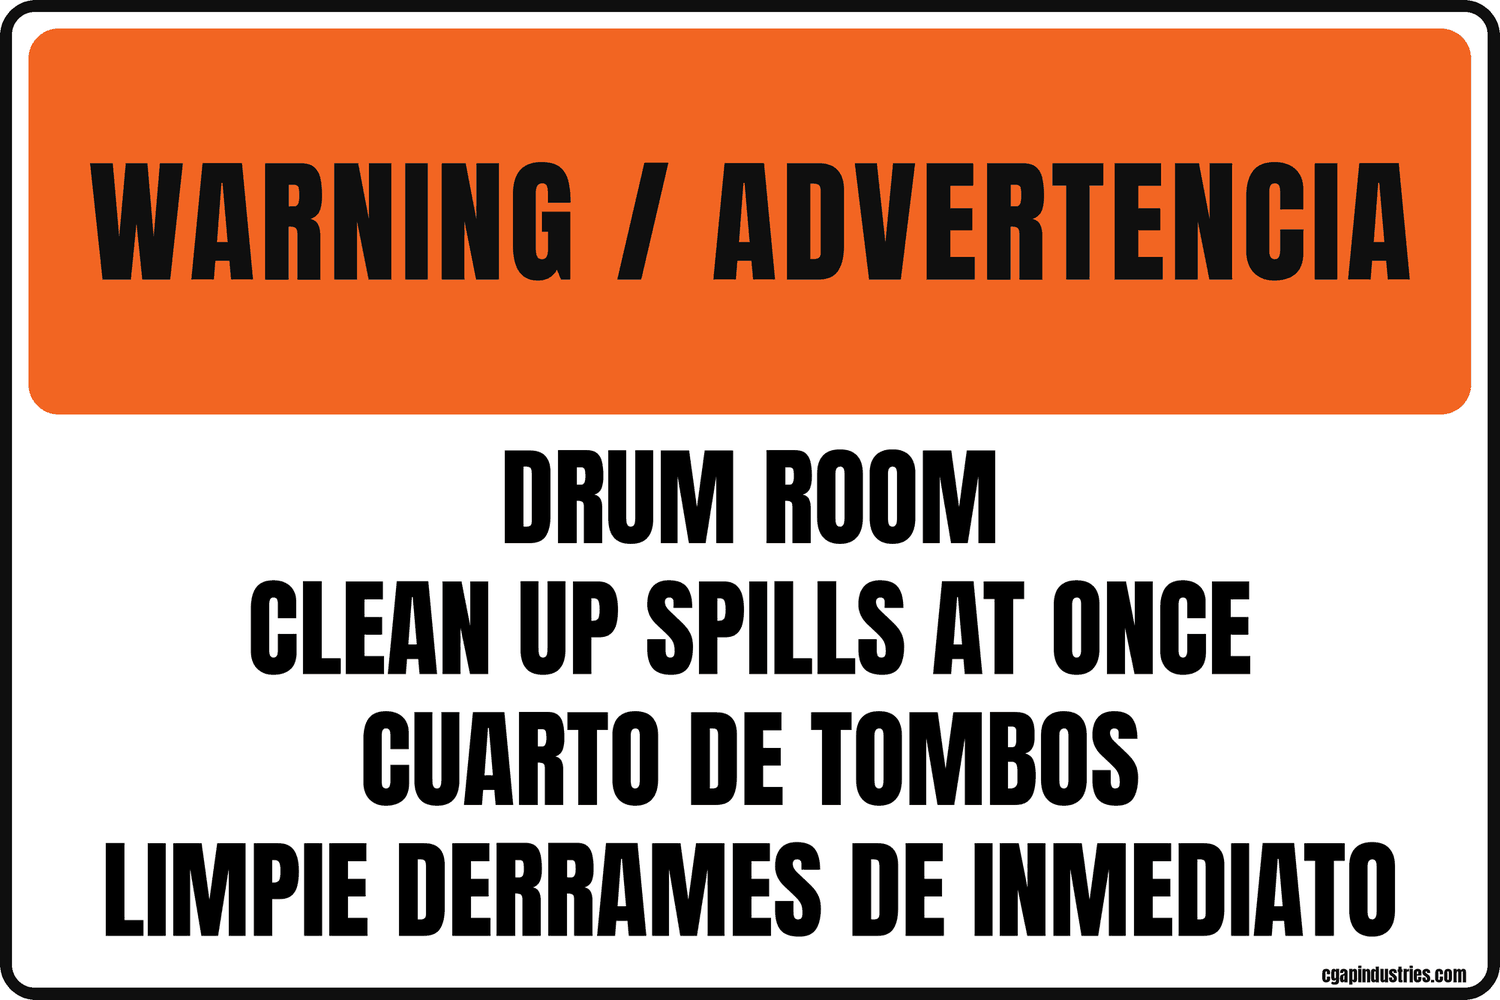 WARNING / ADVERTENCIA
DRUM ROOM
CLEAN UP SPILLS AT ONCE
CUARTO DE TOMBOS
LIMPIE DERRAMES DE INMEDIATO
cgapindustries.com